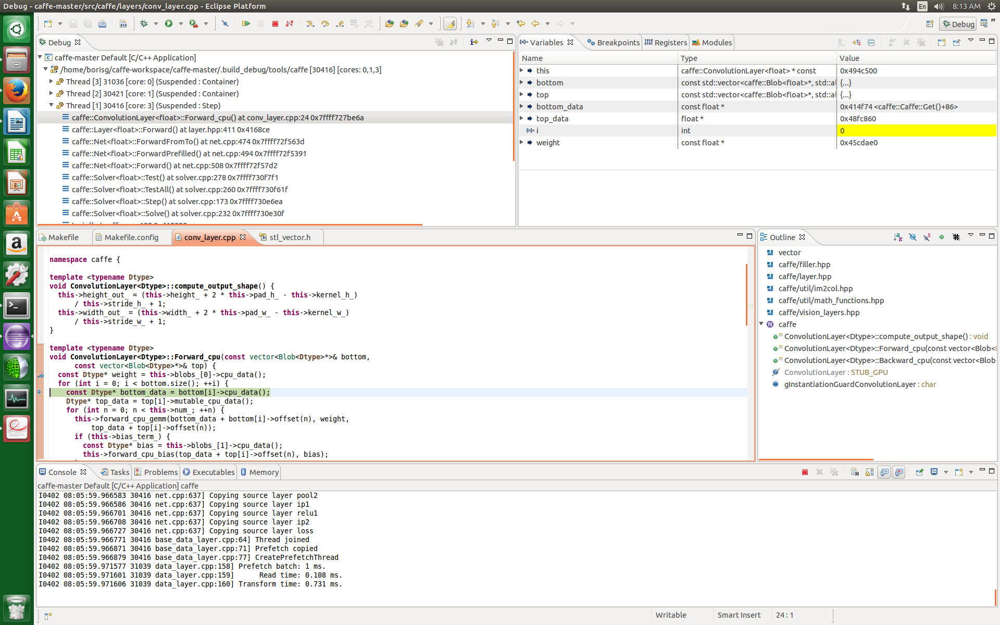 Debug - caffe-master/src/caffe/layers/conv_layer.cpp - Eclipse Platform
En 8:13 AM
Debug
Debug
caffe-master Default [C/C++ Application]
/home/borisg/caffe-workspace/caffe-master/.build_debug/tools/caffe [30416] [cores: 0,1,3]
Thread [3] 31036 [core: 0] (Suspended : Container)
Thread [2] 30421 [core: 1] (Suspended : Container)
Thread [1] 30416 [core: 3] (Suspended : Step)
caffe::ConvolutionLayer<float>::Forward_cpu() at conv_layer.cpp:24 0x7ffff727be6a
caffe::Layer<float>::Forward() at layer.hpp:411 0x4168ce
caffe::Net<float>::ForwardFromTo() at net.cpp:474 0x7ffff72f563d
caffe::Net<float>::ForwardPrefilled() at net.cpp:494 0x7ffff72f5391
caffe::Net<float>::Forward() at net.cpp:508 0x7ffff72f57d2
caffe::Solver<float>::Test() at solver.cpp:278 0x7ffff730f7f1
caffe::Solver<float>::TestAll() at solver.cpp:260 0x7ffff730f61f
caffe::Solver<float>::Step() at solver.cpp:173 0x7ffff730e6ea
caffe::Solver<float>::Solve() at solver.cpp:232 0x7ffff730e30f
(x)= Variables Breakpoints Registers Modules
Name Type Value
this caffe::ConvolutionLayer<float> * const 0x494c500
bottom const std::vector<caffe::Blob<float>*, std::al {...}
top const std::vector<caffe::Blob<float>*, std::al {...}
bottom_data const float * 0x414f74 <caffe::Caffe::Get()+86>
top_data float * 0x48fc860
(x)= i int 0
weight const float * 0x45cdae0
Makefile Makefile.config conv_layer.cpp stl_vector.h
namespace caffe {
template <typename Dtype>
void ConvolutionLayer<Dtype>::compute_output_shape() {
this->height_out_ = (this->height_ + 2 * this->pad_h_ - this->kernel_h_)
/ this->stride_h_ + 1;
this->width_out_ = (this->width_ + 2 * this->pad_w_ - this->kernel_w_)
/ this->stride_w_ + 1;
}
template <typename Dtype>
void ConvolutionLayer<Dtype>::Forward_cpu(const vector<Blob<Dtype>*>& bottom,
const vector<Blob<Dtype>*>& top) {
const Dtype* weight = this->blobs_[0]->cpu_data();
for (int i = 0; i < bottom.size(); ++i) {
const Dtype* bottom_data = bottom[i]->cpu_data();
Dtype* top_data = top[i]->mutable_cpu_data();
for (int n = 0; n < this->num_; ++n) {
this->forward_cpu_gemm(bottom_data + bottom[i]->offset(n), weight,
top_data + top[i]->offset(n));
if (this->bias_term_) {
const Dtype* bias = this->blobs_[1]->cpu_data();
this->forward_cpu_bias(top_data + top[i]->offset(n), bias);
Outline
vector
caffe/filler.hpp
caffe/layer.hpp
caffe/util/im2col.hpp
caffe/util/math_functions.hpp
caffe/vision_layers.hpp
caffe
ConvolutionLayer<Dtype>::compute_output_shape() : void
ConvolutionLayer<Dtype>::Forward_cpu(const vector<Blob<
ConvolutionLayer<Dtype>::Backward_cpu(const vector<Blob
ConvolutionLayer : STUB_GPU
gInstantiationGuardConvolutionLayer : char
Console Tasks Problems Executables Memory
caffe-master Default [C/C++ Application] caffe
I0402 08:05:59.966583 30416 net.cpp:637] Copying source layer pool2
I0402 08:05:59.966586 30416 net.cpp:637] Copying source layer ip1
I0402 08:05:59.966701 30416 net.cpp:637] Copying source layer relu1
I0402 08:05:59.966708 30416 net.cpp:637] Copying source layer ip2
I0402 08:05:59.966727 30416 net.cpp:637] Copying source layer loss
I0402 08:05:59.966771 30416 base_data_layer.cpp:64] Thread joined
I0402 08:05:59.966871 30416 base_data_layer.cpp:71] Prefetch copied
I0402 08:05:59.966879 30416 base_data_layer.cpp:77] CreatePrefetchThread
I0402 08:05:59.971577 31039 data_layer.cpp:158] Prefetch batch: 1 ms.
I0402 08:05:59.971601 31039 data_layer.cpp:159] Read time: 0.108 ms.
I0402 08:05:59.971606 31039 data_layer.cpp:160] Transform time: 0.731 ms.
Writable Smart Insert 24 : 1